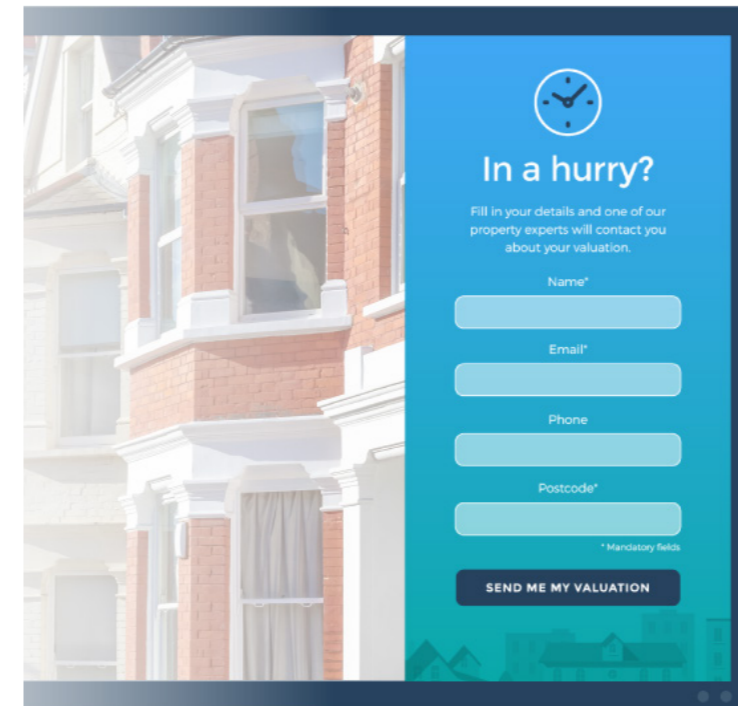 In a hurry?
Fill in your details and one of our
property experts will contact you
about your valuation.
Name*
Email*
Phone
Postcode*
* Mandatory fields
SEND ME MY VALUATION